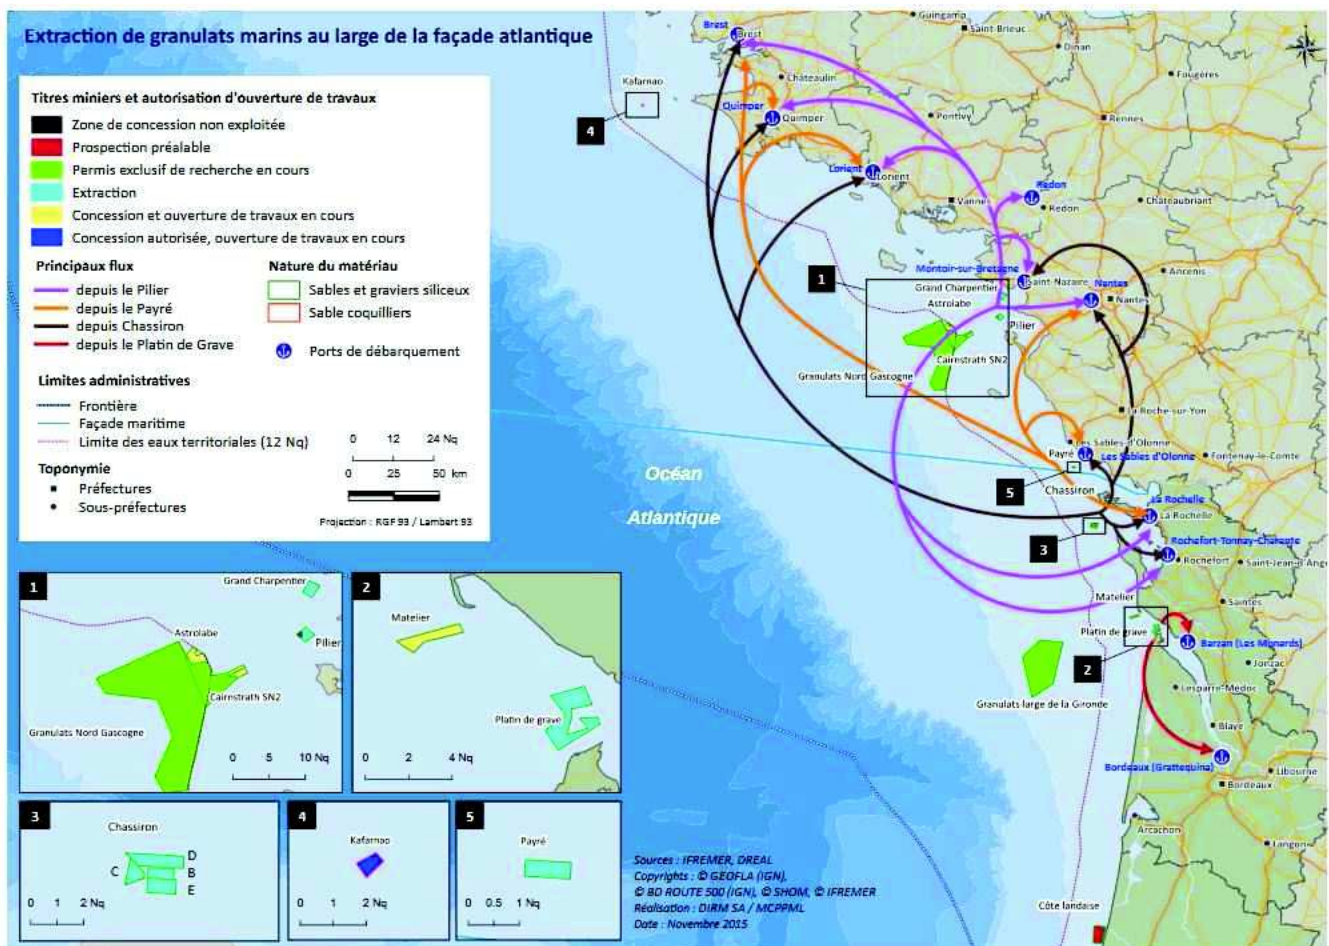 Extraction de granulats marins au large de la façade atlantique
Titres miniers et autorisation d'ouverture de travaux
Zone de concession non exploitée
Prospection préalable
Permis exclusif de recherche en cours
Extraction
Concession et ouverture de travaux en cours
Concession autorisée, ouverture de travaux en cours
Principaux flux
depuis le Pilier
depuis le Payré
depuis Chassiron
depuis le Platin de Grave
Nature du matériau
Sables et graviers siliceux
Sable coquilliers
Ports de débarquement
Limites administratives
Frontière
Façade maritime
Limite des eaux territoriales (12 Nq)
Toponymie
Préfectures
Sous-préfectures
0 12 24 Nq
0 25 50 km
Projection : RGF 93 / Lambert 93
Brest
Brest
Guingamp
Saint-Brieuc
Dinan
Fougères
Kafarnao
4
Châteaulin
Quimper
Quimper
Pontivy
Rennes
Lorient
Lorient
Vannes
Redon
Redon
Châteaubriant
1
Montoir-sur-Bretagne
Saint-Nazaire
Ancenis
Grand Charpentier
Astrolabe
Nantes
Nantes
Pilier
Cairnstrath SN2
Granulats Nord Gascogne
La Roche-sur-Yon
Les Sables-d'Olonne
Payré
Les Sables d'Olonne
Fontenay-le-Comte
5
Chassiron
La Rochelle
La Rochelle
3
Rochefort-Tonnay-Charente
Rochefort
Saint-Jean-d'Ange
Océan
Atlantique
Matelier
Saintes
Platin de grave
Barzan (Les Monards)
2
Jonzac
Granulats large de la Gironde
Lesparre-Médoc
Blaye
Bordeaux (Grattequina)
Libourne
Bordeaux
Arcachon
Langon
Côte landaise
1
Grand Charpentier
Astrolabe
Pilier
Cairnstrath SN2
Granulats Nord Gascogne
0 5 10 Nq
2
Matelier
Platin de grave
0 2 4 Nq
3
Chassiron
D
C
B
E
0 1 2 Nq
4
Kafarnao
0 1 2 Nq
5
Payré
0 0.5 1 Nq
Sources : IFREMER, DREAL
Copyrights : © GEOFLA (IGN),
© BD ROUTE 500 (IGN), © SHOM, © IFREMER
Réalisation : DIRM SA / MCPPML
Date : Novembre 2015